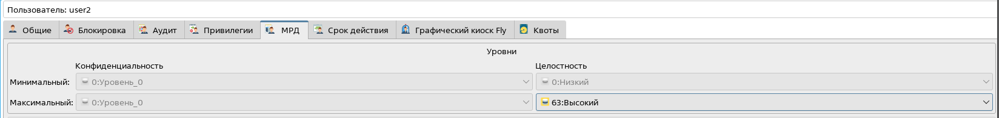 Пользователь: user2
Общие Блокировка Аудит Привилегии МРД Срок действия Графический киоск Fly Квоты
Уровни
Конфиденциальность Целостность
Минимальный: 0:Уровень_0 0:Низкий
Максимальный: 0:Уровень_0 63:Высокий